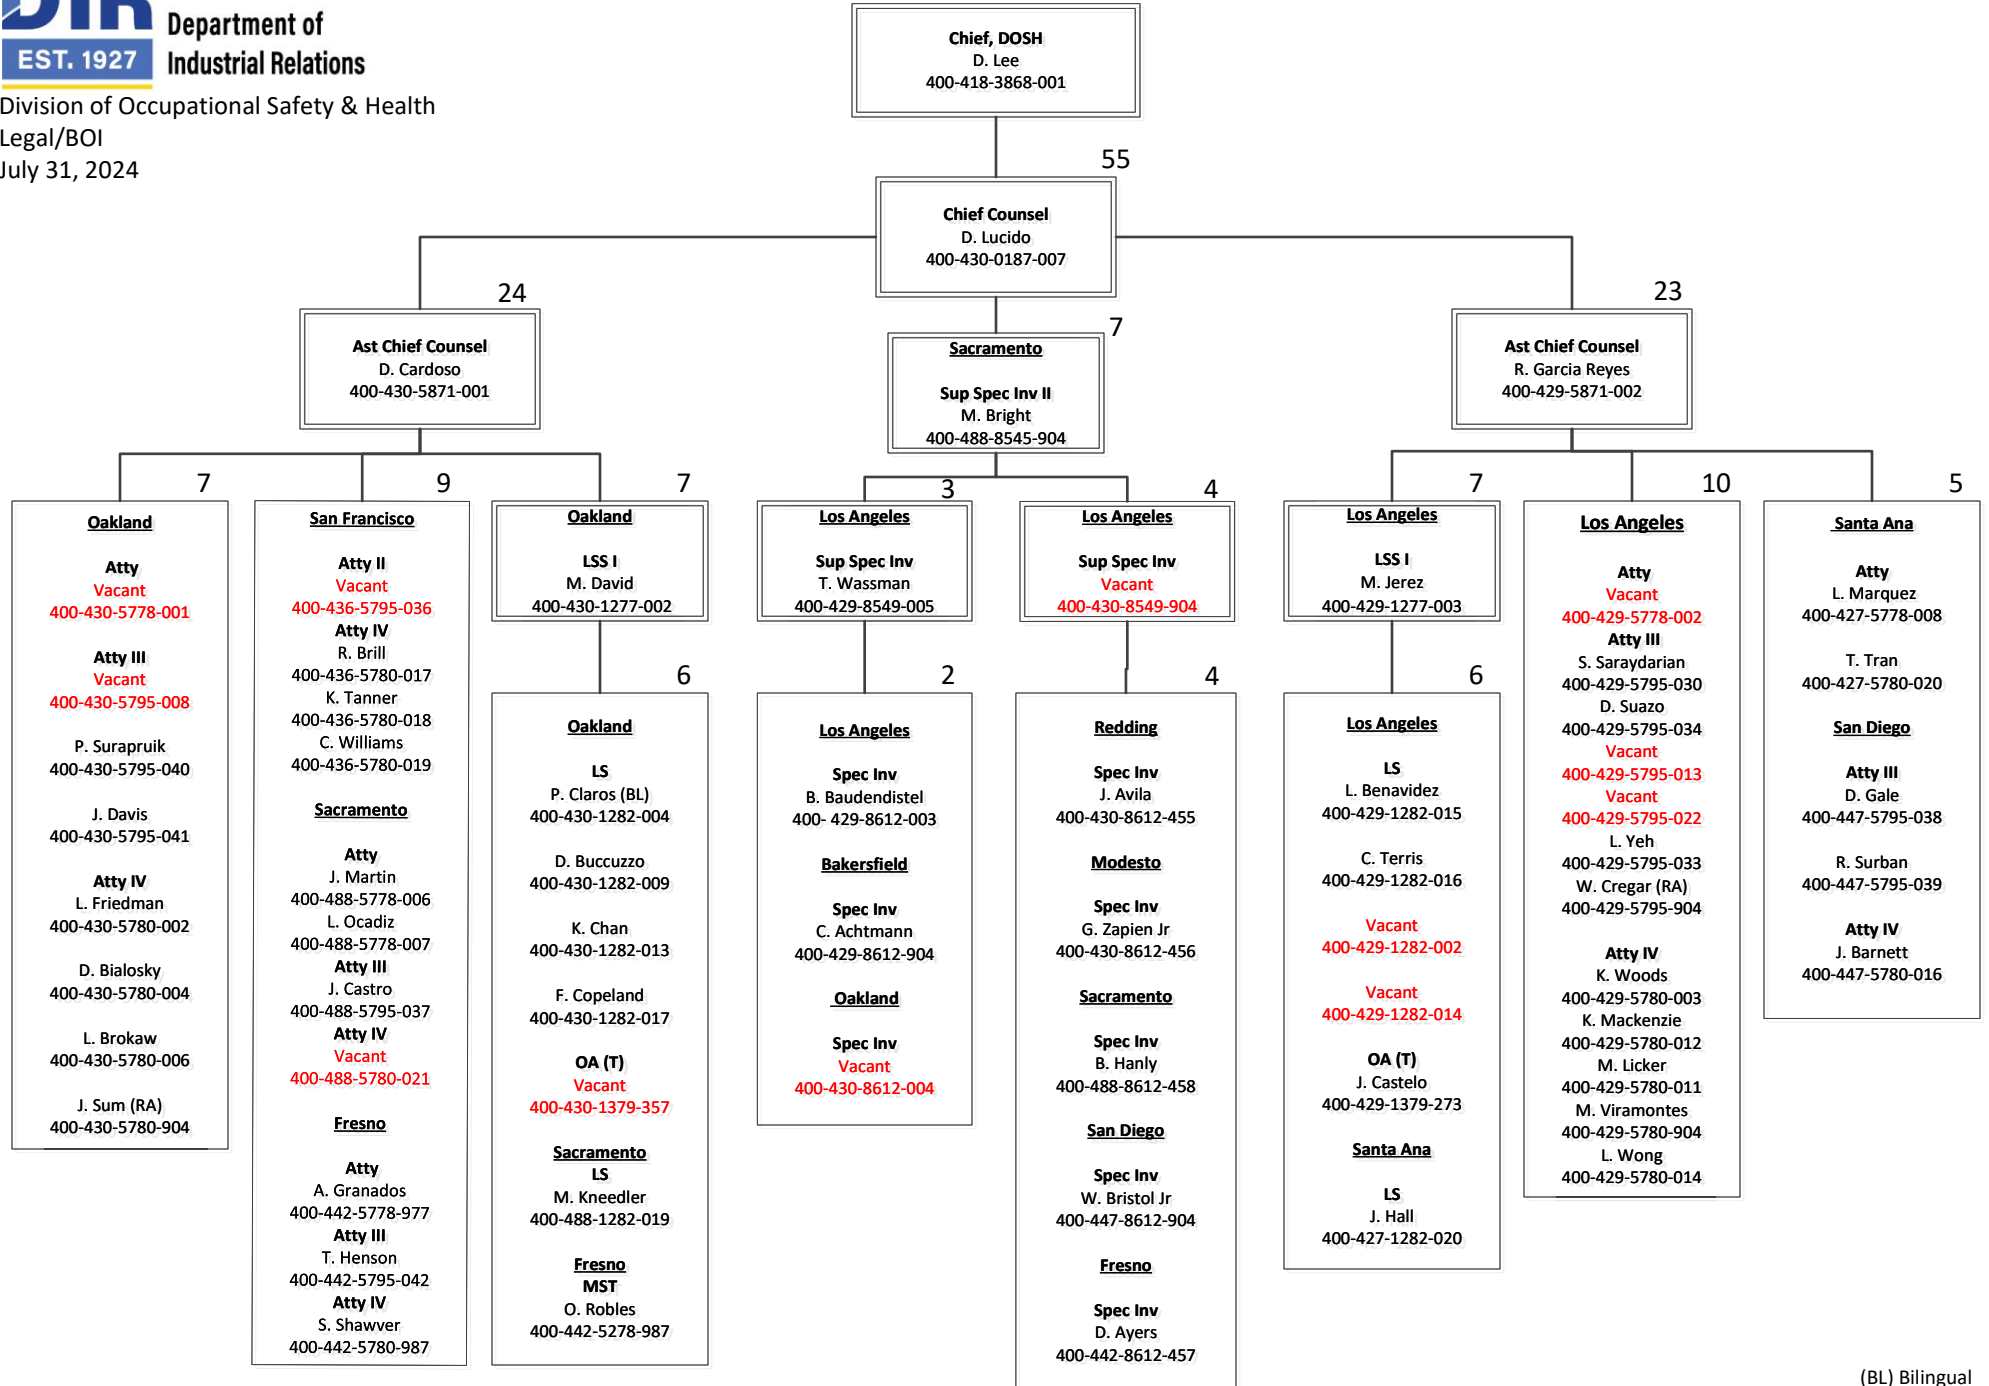 DIR
Department of
EST. 1927
Industrial Relations
Division of Occupational Safety & Health
Legal/BOI
July 31, 2024
Chief, DOSH
D. Lee
400-418-3868-001
55
Chief Counsel
D. Lucido
400-430-0187-007
24
Ast Chief Counsel
D. Cardoso
400-430-5871-001
7
Sacramento
Sup Spec Inv II
M. Bright
400-488-8545-904
23
Ast Chief Counsel
R. Garcia Reyes
400-429-5871-002
7
Oakland
Atty
Vacant
400-430-5778-001
Atty III
Vacant
400-430-5795-008
P. Surapruik
400-430-5795-040
J. Davis
400-430-5795-041
Atty IV
L. Friedman
400-430-5780-002
D. Bialosky
400-430-5780-004
L. Brokaw
400-430-5780-006
J. Sum (RA)
400-430-5780-904
9
San Francisco
Atty II
Vacant
400-436-5795-036
Atty IV
R. Brill
400-436-5780-017
K. Tanner
400-436-5780-018
C. Williams
400-436-5780-019
Sacramento
Atty
J. Martin
400-488-5778-006
L. Ocadiz
400-488-5778-007
Atty III
J. Castro
400-488-5795-037
Atty IV
Vacant
400-488-5780-021
Fresno
Atty
A. Granados
400-442-5778-977
Atty III
T. Henson
400-442-5795-042
Atty IV
S. Shawver
400-442-5780-987
7
Oakland
LSS I
M. David
400-430-1277-002
6
Oakland
LS
P. Claros (BL)
400-430-1282-004
D. Buccuzzo
400-430-1282-009
K. Chan
400-430-1282-013
F. Copeland
400-430-1282-017
OA (T)
Vacant
400-430-1379-357
Sacramento
LS
M. Kneedler
400-488-1282-019
Fresno
MST
O. Robles
400-442-5278-987
3
Los Angeles
Sup Spec Inv
T. Wassman
400-429-8549-005
2
Los Angeles
Spec Inv
B. Baudendistel
400- 429-8612-003
Bakersfield
Spec Inv
C. Achtmann
400-429-8612-904
Oakland
Spec Inv
Vacant
400-430-8612-004
4
Los Angeles
Sup Spec Inv
Vacant
400-430-8549-904
4
Redding
Spec Inv
J. Avila
400-430-8612-455
Modesto
Spec Inv
G. Zapien Jr
400-430-8612-456
Sacramento
Spec Inv
B. Hanly
400-488-8612-458
San Diego
Spec Inv
W. Bristol Jr
400-447-8612-904
Fresno
Spec Inv
D. Ayers
400-442-8612-457
7
Los Angeles
LSS I
M. Jerez
400-429-1277-003
6
Los Angeles
LS
L. Benavidez
400-429-1282-015
C. Terris
400-429-1282-016
Vacant
400-429-1282-002
Vacant
400-429-1282-014
OA (T)
J. Castelo
400-429-1379-273
Santa Ana
LS
J. Hall
400-427-1282-020
10
Los Angeles
Atty
Vacant
400-429-5778-002
Atty III
S. Saraydarian
400-429-5795-030
D. Suazo
400-429-5795-034
Vacant
400-429-5795-013
Vacant
400-429-5795-022
L. Yeh
400-429-5795-033
W. Cregar (RA)
400-429-5795-904
Atty IV
K. Woods
400-429-5780-003
K. Mackenzie
400-429-5780-012
M. Licker
400-429-5780-011
M. Viramontes
400-429-5780-904
L. Wong
400-429-5780-014
5
Santa Ana
Atty
L. Marquez
400-427-5778-008
T. Tran
400-427-5780-020
San Diego
Atty III
D. Gale
400-447-5795-038
R. Surban
400-447-5795-039
Atty IV
J. Barnett
400-447-5780-016
(BL) Bilingual